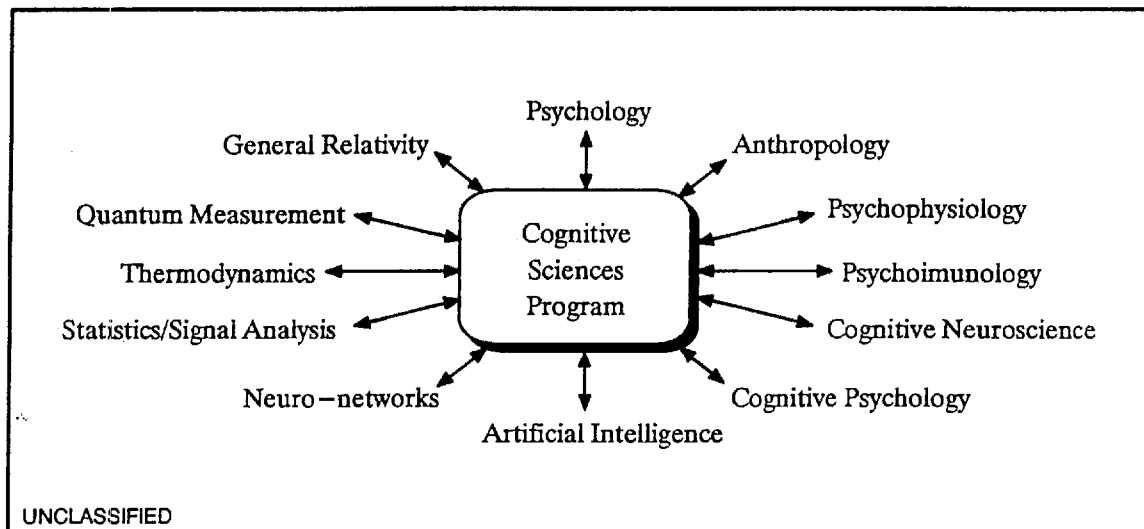 Psychology
General Relativity
Anthropology
Quantum Measurement
Psychophysiology
Cognitive
Sciences
Program
Thermodynamics
Psychoimunology
Statistics/Signal Analysis
Cognitive Neuroscience
Neuro-networks
Cognitive Psychology
Artificial Intelligence
UNCLASSIFIED